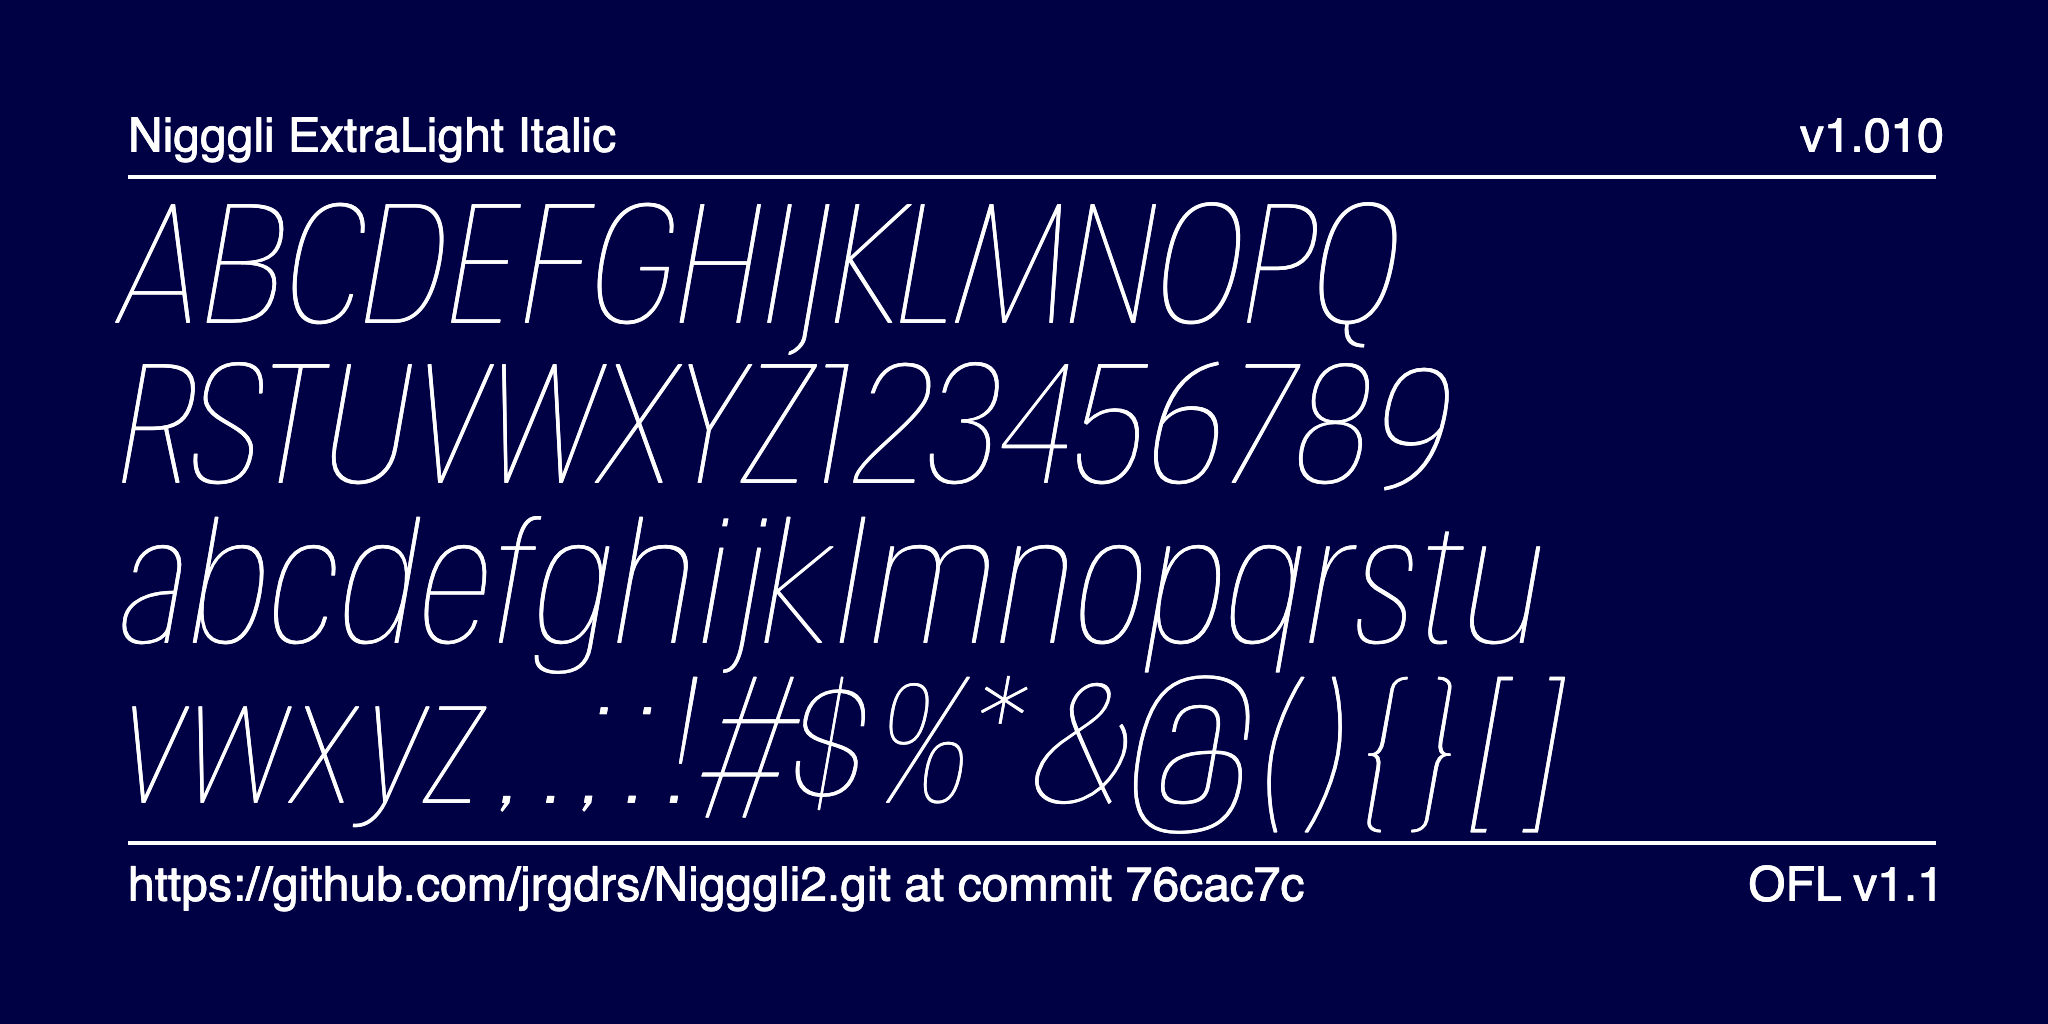 Nigggli ExtraLight Italic v1.010
ABCDEFGHIJKLMNOPQ
RSTUVWXYZ123456789
abcdefghijklmnopqrstu
vwxyz,.;:!#$%*&@(){}[]
https://github.com/jrgdrs/Nigggli2.git at commit 76cac7c OFL v1.1